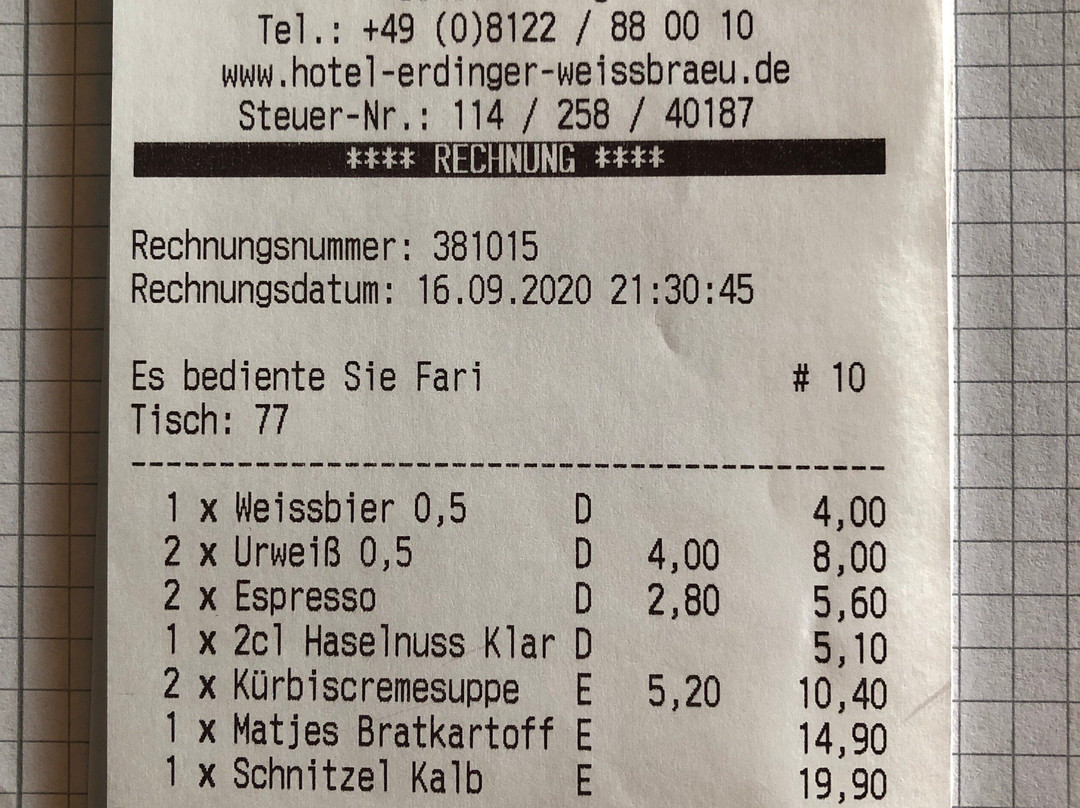 Tel.: +49 (0)8122 / 88 00 10
www.hotel-erdinger-weissbraeu.de
Steuer-Nr.: 114 / 258 / 40187
**** RECHNUNG ****
Rechnungsnummer: 381015
Rechnungsdatum: 16.09.2020 21:30:45
Es bediente Sie Fari # 10
Tisch: 77
-------------------------------------------
1 x Weissbier 0,5 D 4,00
2 x Urweiß 0,5 D 4,00 8,00
2 x Espresso D 2,80 5,60
1 x 2cl Haselnuss Klar D 5,10
2 x Kürbiscremesuppe E 5,20 10,40
1 x Matjes Bratkartoff E 14,90
1 x Schnitzel Kalb E 19,90